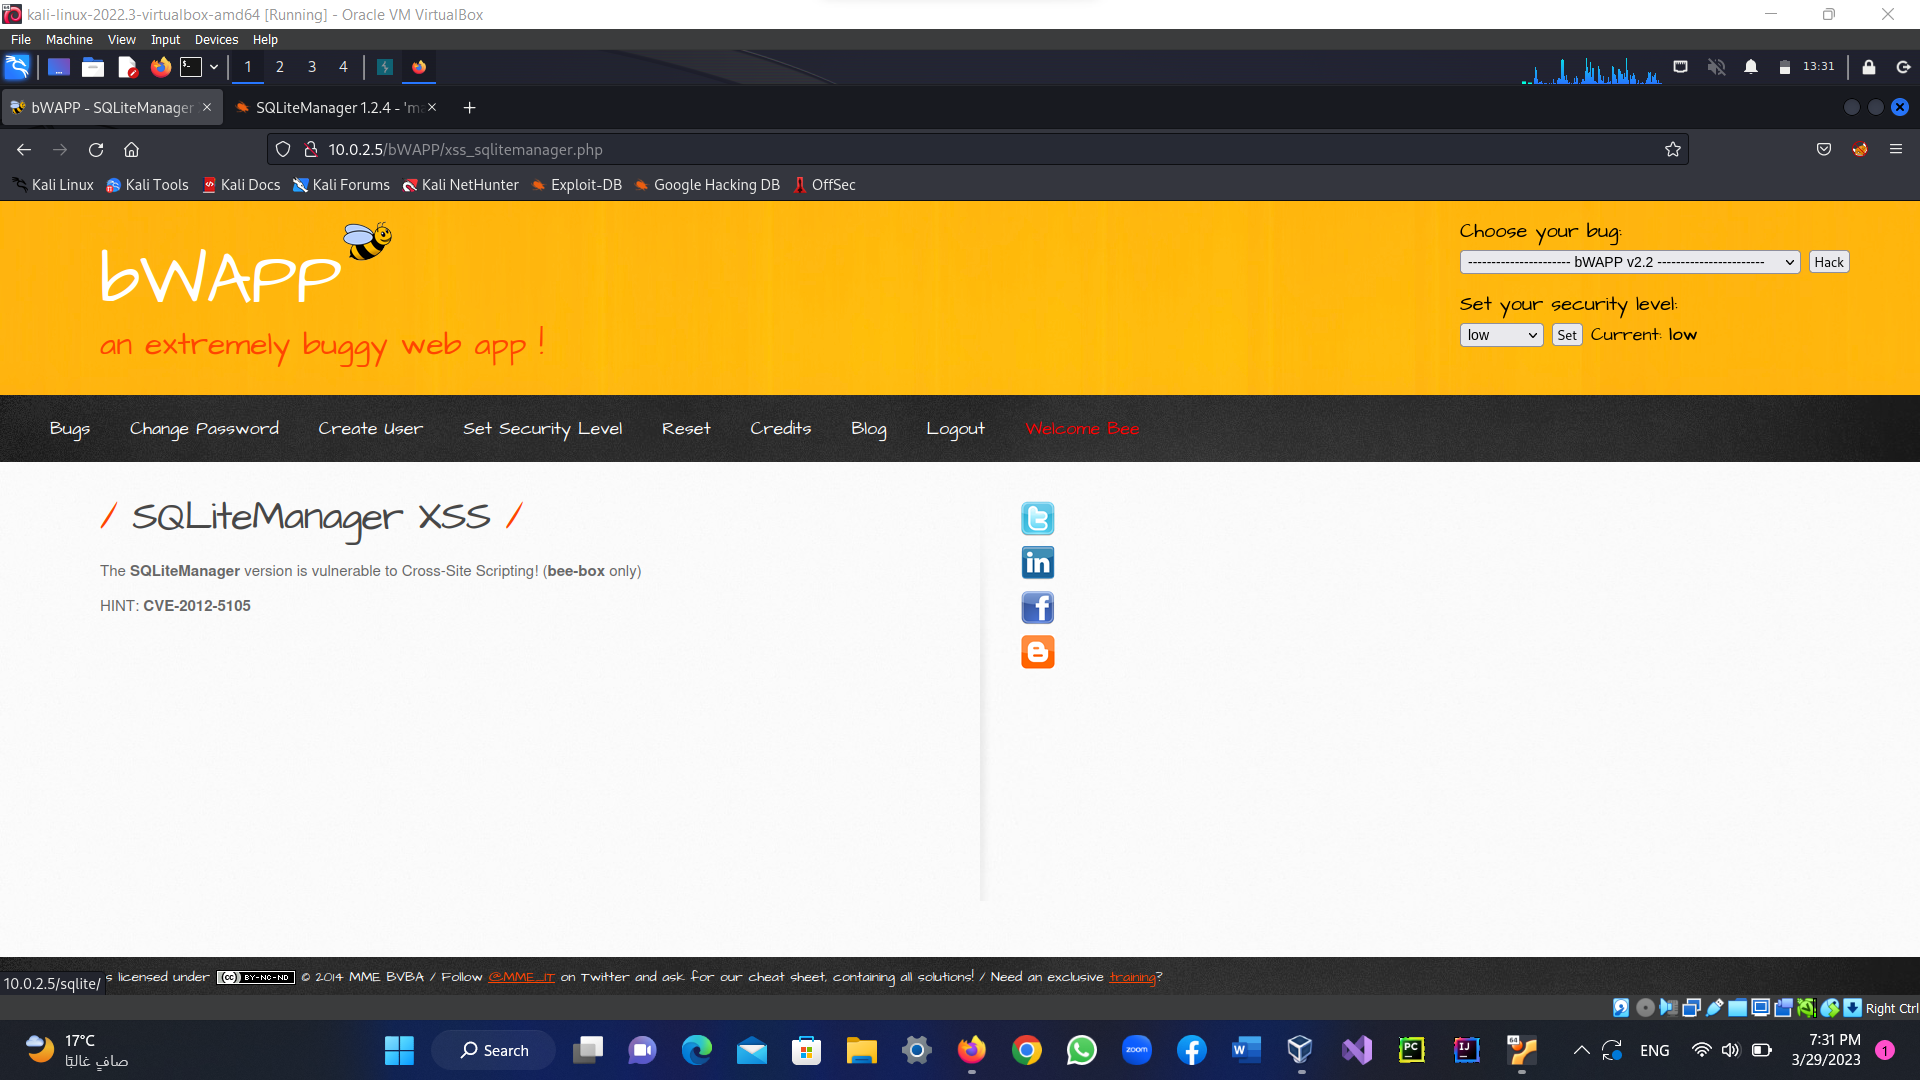 kali-linux-2022.3-virtualbox-amd64 [Running] - Oracle VM VirtualBox
File Machine View Input Devices Help
1 2 3 4 13:31
bWAPP - SQLiteManager SQLiteManager 1.2.4 - 'ma
10.0.2.5/bWAPP/xss_sqlitemanager.php
Kali Linux Kali Tools Kali Docs Kali Forums Kali NetHunter Exploit-DB Google Hacking DB OffSec
bWAPP
an extremely buggy web app !
Choose your bug:
---------------------- bWAPP v2.2 ----------------------- Hack
Set your security level:
low Set Current: low
Bugs Change Password Create User Set Security Level Reset Credits Blog Logout Welcome Bee
/ SQLiteManager XSS /
The SQLiteManager version is vulnerable to Cross-Site Scripting! (bee-box only)
HINT: CVE-2012-5105
s licensed under (cc) BY-NC-ND © 2014 MME BVBA / Follow @MME_IT on Twitter and ask for our cheat sheet, containing all solutions! / Need an exclusive training?
10.0.2.5/sqlite/
Right Ctrl
17°C
صافٍ غالبًا
Search
zoom
ENG
7:31 PM
3/29/2023
1